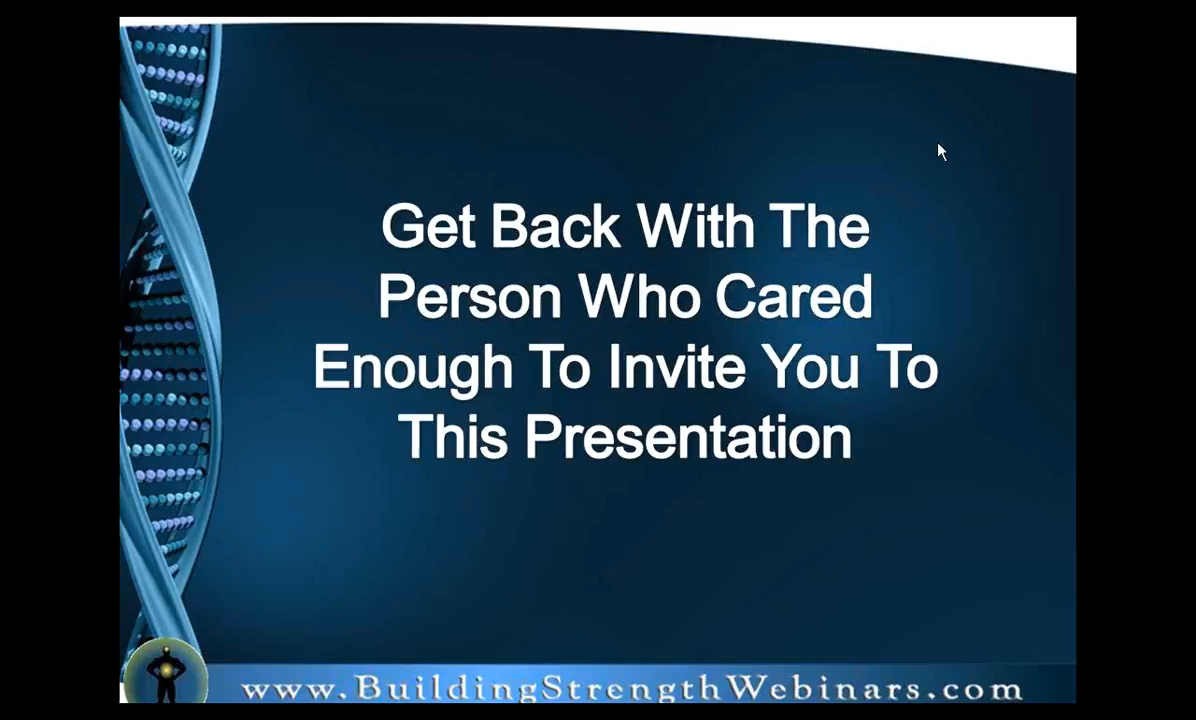 Get Back With The
Person Who Cared
Enough To Invite You To
This Presentation
www.BuildingStrengthWebinars.com